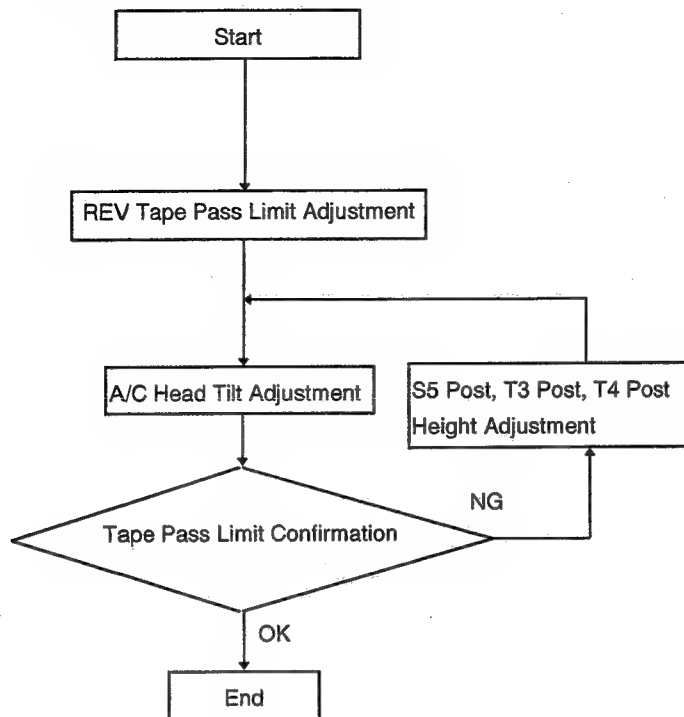 Start
REV Tape Pass Limit Adjustment
A/C Head Tilt Adjustment
S5 Post, T3 Post, T4 Post
Height Adjustment
NG
Tape Pass Limit Confirmation
OK
End